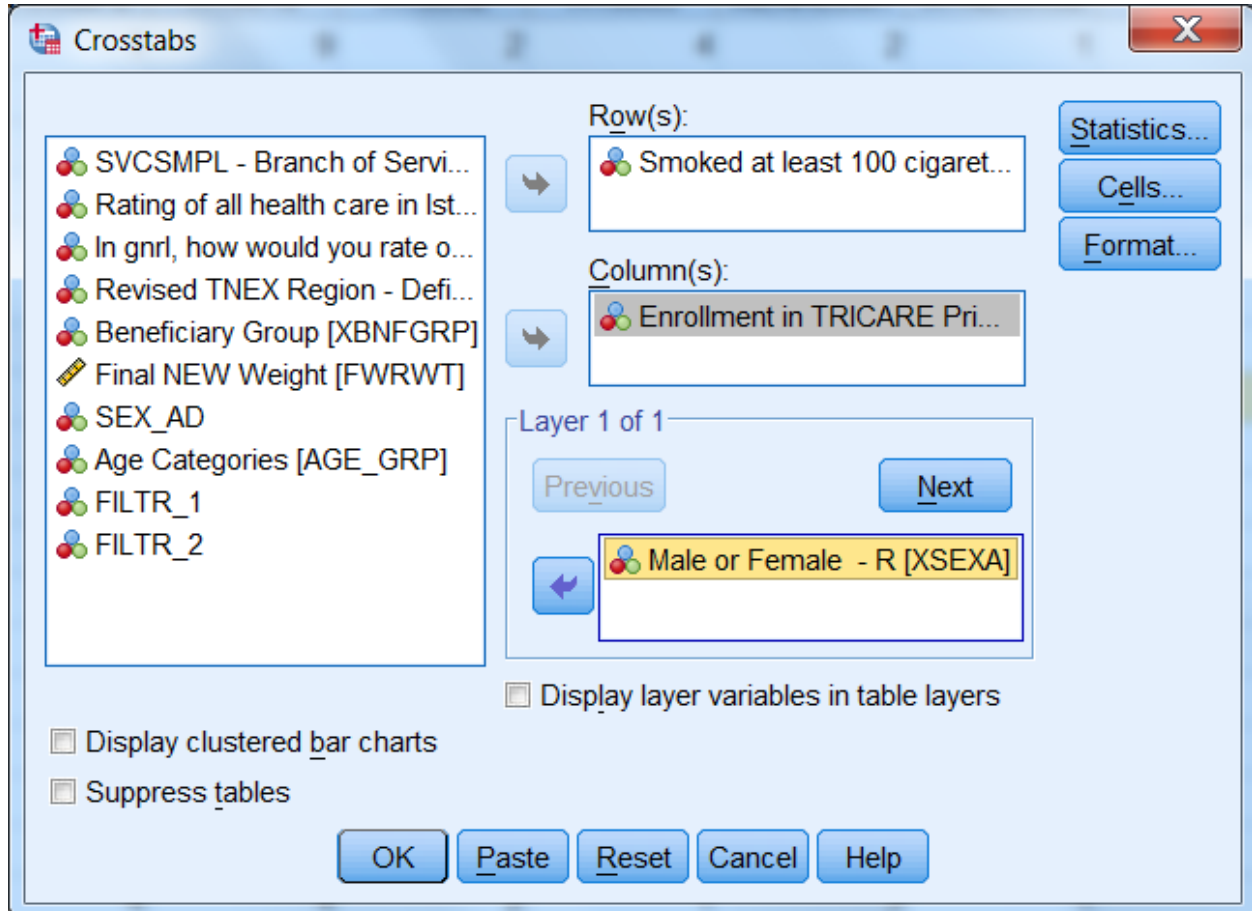 Crosstabs
SVCSMPL - Branch of Servi...
Rating of all health care in lst...
In gnrl, how would you rate o...
Revised TNEX Region - Defi...
Beneficiary Group [XBNFGRP]
Final NEW Weight [FWRWT]
SEX_AD
Age Categories [AGE_GRP]
FILTR_1
FILTR_2
Row(s):
Smoked at least 100 cigaret...
Column(s):
Enrollment in TRICARE Pri...
Layer 1 of 1
Previous
Next
Male or Female - R [XSEXA]
Display layer variables in table layers
Statistics...
Cells...
Format...
Display clustered bar charts
Suppress tables
OK
Paste
Reset
Cancel
Help